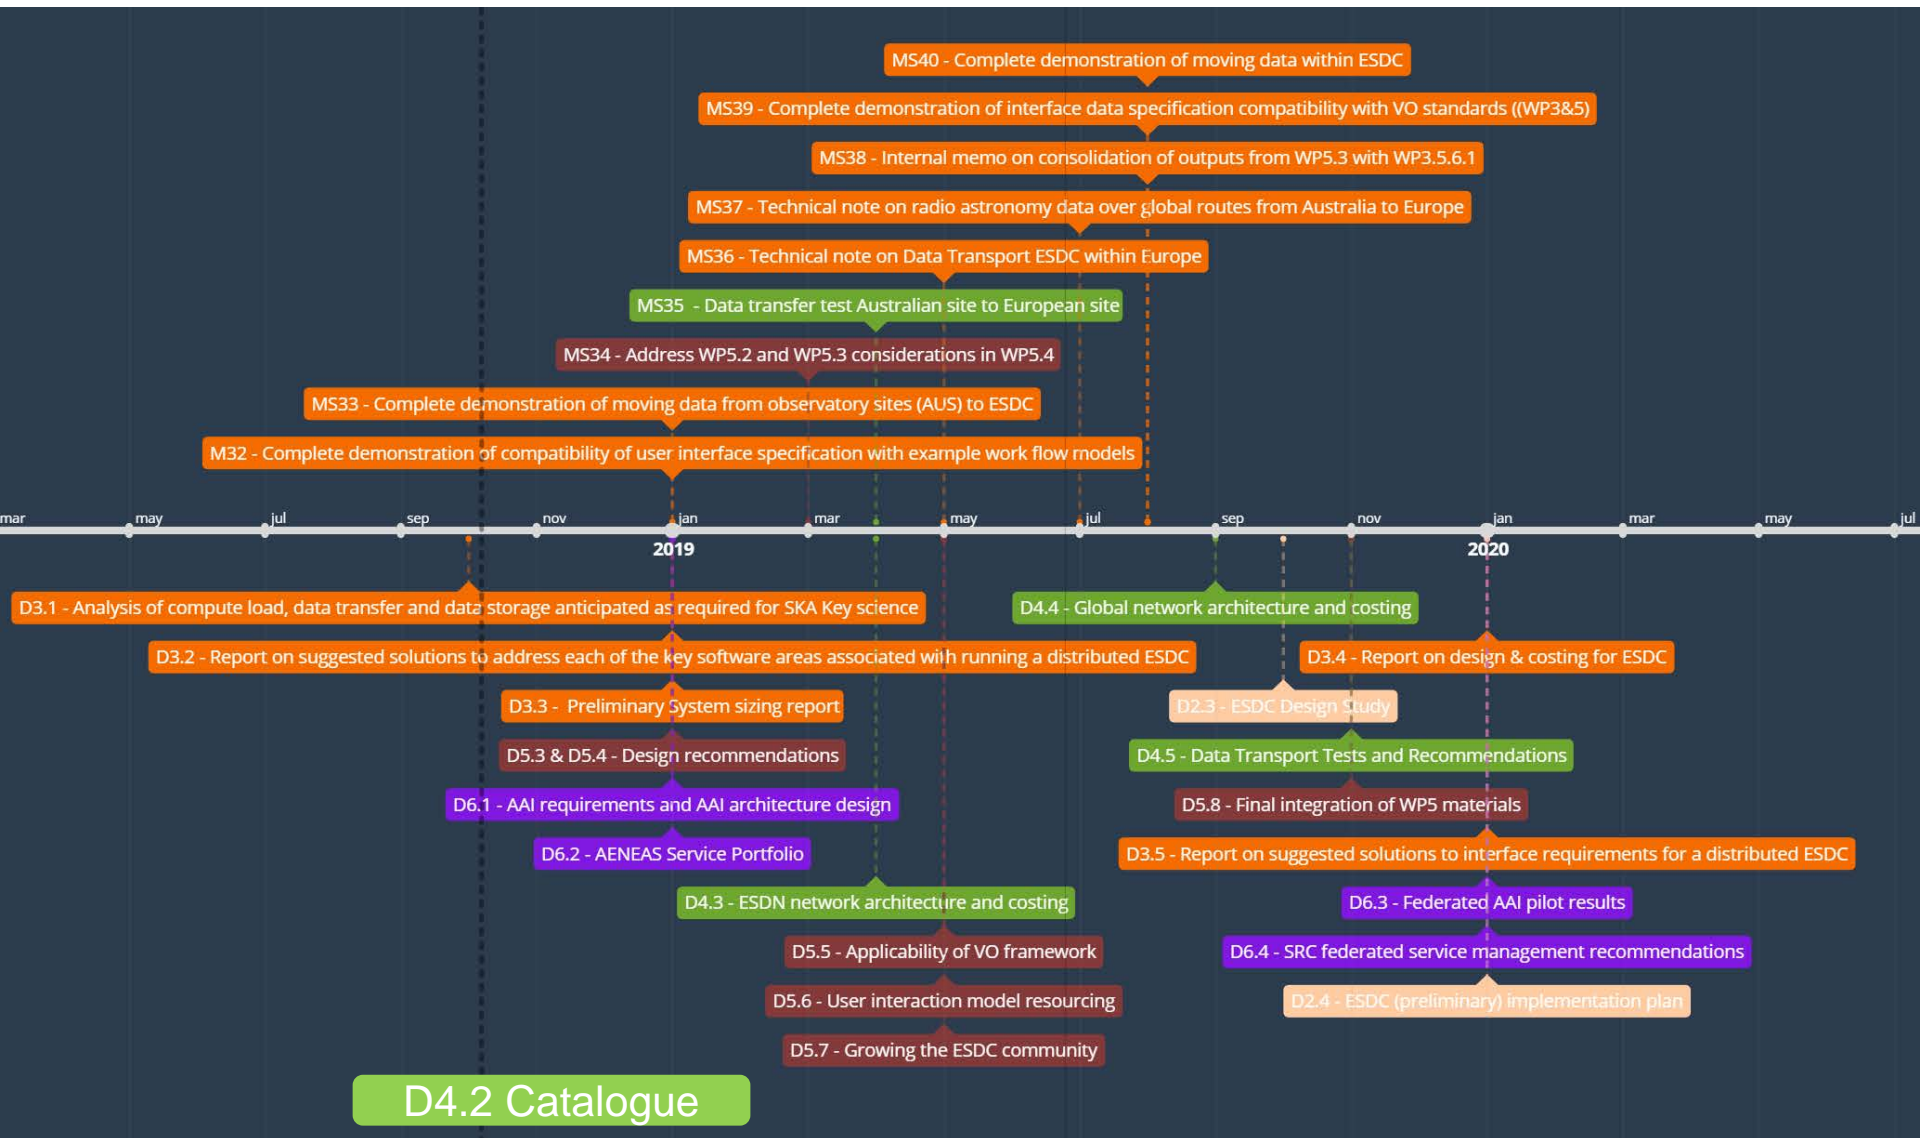 MS40 - Complete demonstration of moving data within ESDC
MS39 - Complete demonstration of interface data specification compatibility with VO standards ((WP3&5)
MS38 - Internal memo on consolidation of outputs from WP5.3 with WP3.5.6.1
MS37 - Technical note on radio astronomy data over global routes from Australia to Europe
MS36 - Technical note on Data Transport ESDC within Europe
MS35 - Data transfer test Australian site to European site
MS34 - Address WP5.2 and WP5.3 considerations in WP5.4
MS33 - Complete demonstration of moving data from observatory sites (AUS) to ESDC
M32 - Complete demonstration of compatibility of user interface specification with example work flow models
mar may jul sep nov jan mar may jul sep nov jan mar may jul
2019 2020
D3.1 - Analysis of compute load, data transfer and data storage anticipated as required for SKA Key science
D4.4 - Global network architecture and costing
D3.2 - Report on suggested solutions to address each of the key software areas associated with running a distributed ESDC
D3.4 - Report on design & costing for ESDC
D3.3 - Preliminary System sizing report
D2.3 - ESDC Design Study
D5.3 & D5.4 - Design recommendations
D4.5 - Data Transport Tests and Recommendations
D6.1 - AAI requirements and AAI architecture design
D5.8 - Final integration of WP5 materials
D6.2 - AENEAS Service Portfolio
D3.5 - Report on suggested solutions to interface requirements for a distributed ESDC
D4.3 - ESDN network architecture and costing
D6.3 - Federated AAI pilot results
D5.5 - Applicability of VO framework
D6.4 - SRC federated service management recommendations
D5.6 - User interaction model resourcing
D2.4 - ESDC (preliminary) implementation plan
D5.7 - Growing the ESDC community
D4.2 Catalogue